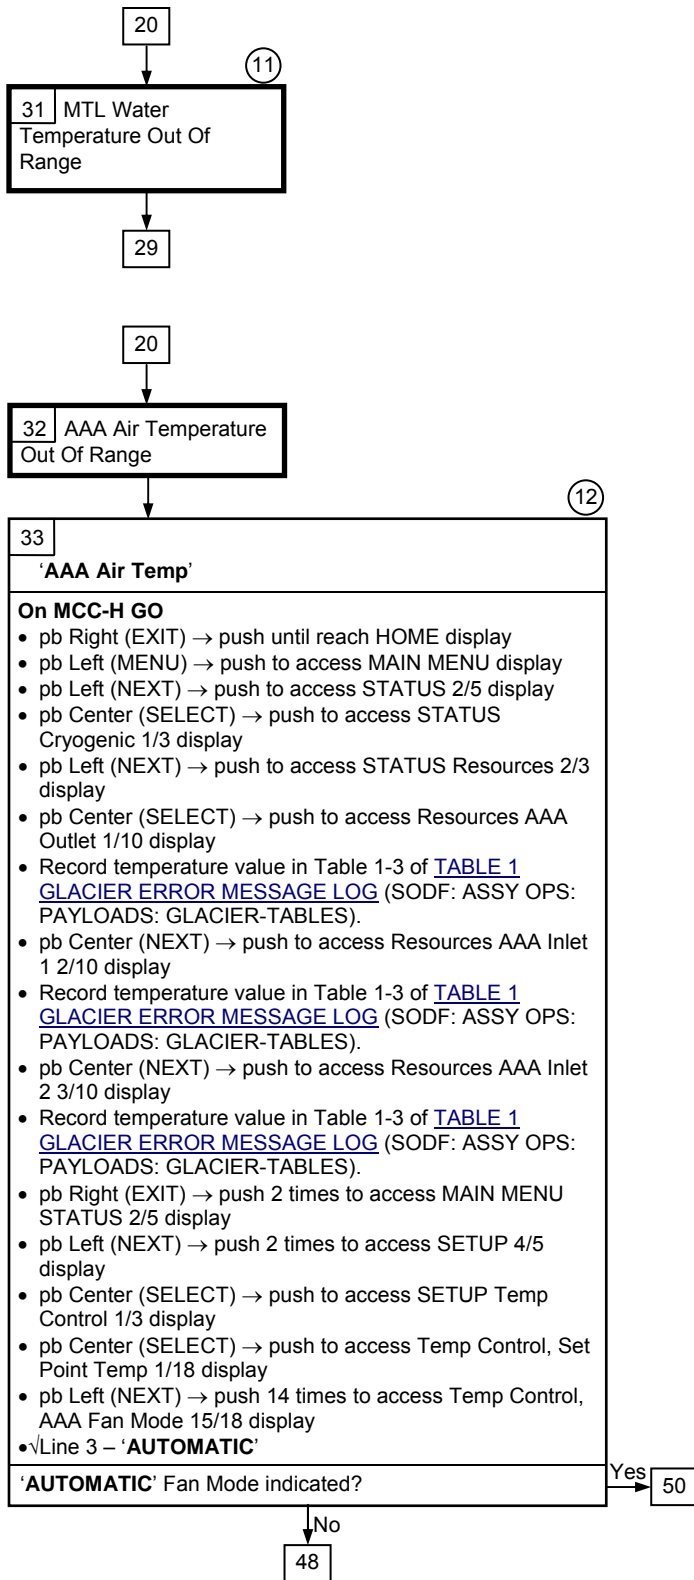 20
11
31 MTL Water
Temperature Out Of
Range
29
20
32 AAA Air Temperature
Out Of Range
12
33
'AAA Air Temp'
On MCC-H GO
• pb Right (EXIT) → push until reach HOME display
• pb Left (MENU) → push to access MAIN MENU display
• pb Left (NEXT) → push to access STATUS 2/5 display
• pb Center (SELECT) → push to access STATUS
Cryogenic 1/3 display
• pb Left (NEXT) → push to access STATUS Resources 2/3
display
• pb Center (SELECT) → push to access Resources AAA
Outlet 1/10 display
• Record temperature value in Table 1-3 of TABLE 1
GLACIER ERROR MESSAGE LOG (SODF: ASSY OPS:
PAYLOADS: GLACIER-TABLES).
• pb Center (NEXT) → push to access Resources AAA Inlet
1 2/10 display
• Record temperature value in Table 1-3 of TABLE 1
GLACIER ERROR MESSAGE LOG (SODF: ASSY OPS:
PAYLOADS: GLACIER-TABLES).
• pb Center (NEXT) → push to access Resources AAA Inlet
2 3/10 display
• Record temperature value in Table 1-3 of TABLE 1
GLACIER ERROR MESSAGE LOG (SODF: ASSY OPS:
PAYLOADS: GLACIER-TABLES).
• pb Right (EXIT) → push 2 times to access MAIN MENU
STATUS 2/5 display
• pb Left (NEXT) → push 2 times to access SETUP 4/5
display
• pb Center (SELECT) → push to access SETUP Temp
Control 1/3 display
• pb Center (SELECT) → push to access Temp Control, Set
Point Temp 1/18 display
• pb Left (NEXT) → push 14 times to access Temp Control,
AAA Fan Mode 15/18 display
•√Line 3 – 'AUTOMATIC'
'AUTOMATIC' Fan Mode indicated?
Yes
50
No
48